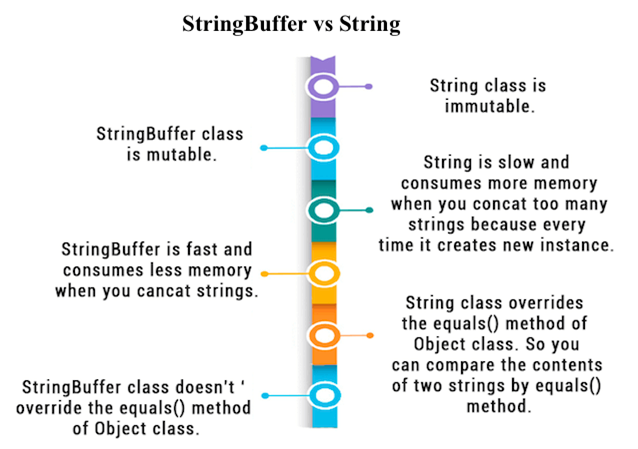 StringBuffer vs String
String class is
immutable.
StringBuffer class
is mutable.
String is slow and
consumes more memory
when you concat too many
strings because every
time it creates new instance.
StringBuffer is fast and
consumes less memory
when you cancat strings.
String class overrides
the equals() method of
Object class. So you
can compare the contents
of two strings by equals()
method.
StringBuffer class doesn't ‘
override the equals() method
of Object class.